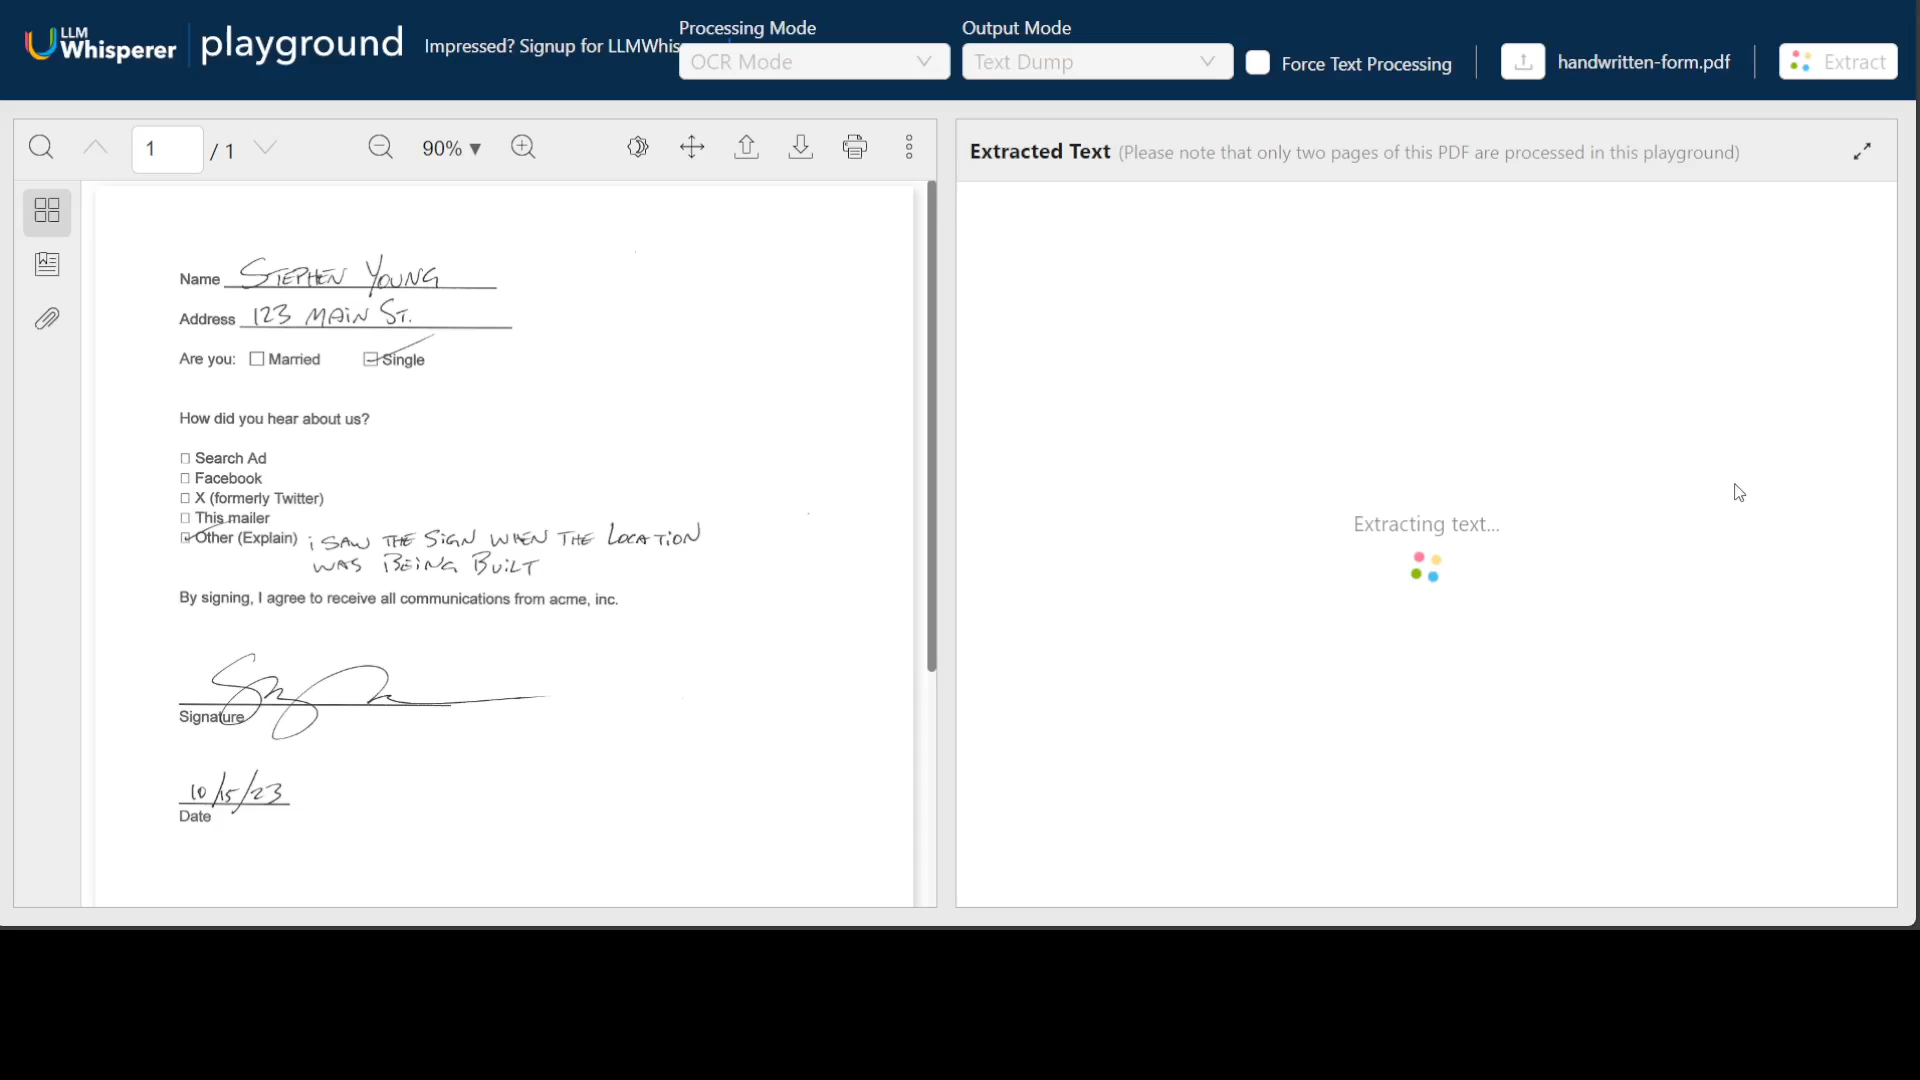 LLM Whisperer playground Impressed? Signup for LLMWhis
Processing Mode
OCR Mode
Output Mode
Text Dump
Force Text Processing
handwritten-form.pdf
Extract
1 / 1
90%
Name STEPHEN YOUNG
Address 123 MAiN ST.
Are you: Married Single
How did you hear about us?
Search Ad
Facebook
X (formerly Twitter)
This mailer
Other (Explain) i SAW THE SiGN WHEN THE LOCATION
WAS BEiNG BUiLT
By signing, I agree to receive all communications from acme, inc.
Signature
10/15/23
Date
Extracted Text (Please note that only two pages of this PDF are processed in this playground)
Extracting text...